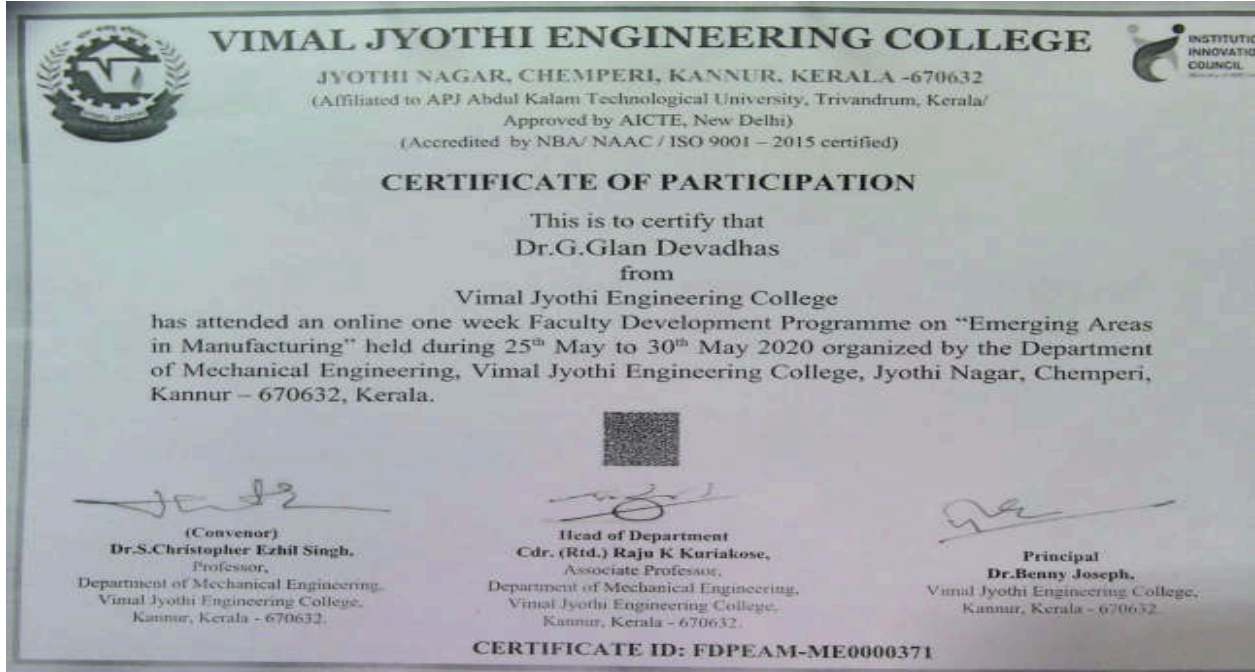 VIMAL JYOTHI ENGINEERING COLLEGE
INSTITUTIO
INNOVATIO
COUNCIL
JYOTHI NAGAR, CHEMPERI, KANNUR, KERALA -670632
(Affiliated to APJ Abdul Kalam Technological University, Trivandrum, Kerala/
Approved by AICTE, New Delhi)
(Accredited by NBA/ NAAC / ISO 9001 – 2015 certified)
CERTIFICATE OF PARTICIPATION
This is to certify that
Dr.G.Glan Devadhas
from
Vimal Jyothi Engineering College
has attended an online one week Faculty Development Programme on “Emerging Areas
in Manufacturing” held during 25th May to 30th May 2020 organized by the Department
of Mechanical Engineering, Vimal Jyothi Engineering College, Jyothi Nagar, Chemperi,
Kannur – 670632, Kerala.
(Convenor)
Dr.S.Christopher Ezhil Singh,
Professor,
Department of Mechanical Engineering,
Vimal Jyothi Engineering College,
Kannur, Kerala - 670632.
Head of Department
Cdr. (Rtd.) Raju K Kuriakose,
Associate Professor,
Department of Mechanical Engineering,
Vimal Jyothi Engineering College,
Kannur, Kerala - 670632.
Principal
Dr.Benny Joseph,
Vimal Jyothi Engineering College,
Kannur, Kerala - 670632.
CERTIFICATE ID: FDPEAM-ME0000371